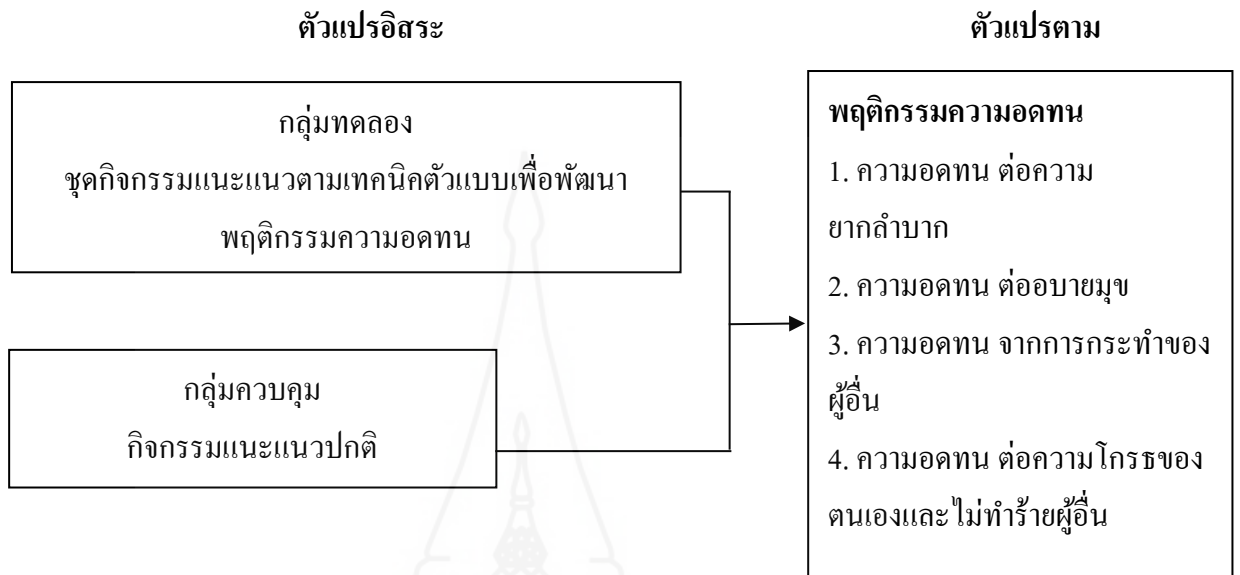 ตัวแปรอิสระ
ตัวแปรตาม
กลุ่มทดลอง
ชุดกิจกรรมแนะแนวตามเทคนิคตัวแบบเพื่อพัฒนา
พฤติกรรมความอดทน
กลุ่มควบคุม
กิจกรรมแนะแนวปกติ
พฤติกรรมความอดทน
1. ความอดทน ต่อความ
ยากลำบาก
2. ความอดทน ต่ออบายมุข
3. ความอดทน จากการกระทำของ
ผู้อื่น
4. ความอดทน ต่อความโกรธของ
ตนเองและไม่ทำร้ายผู้อื่น